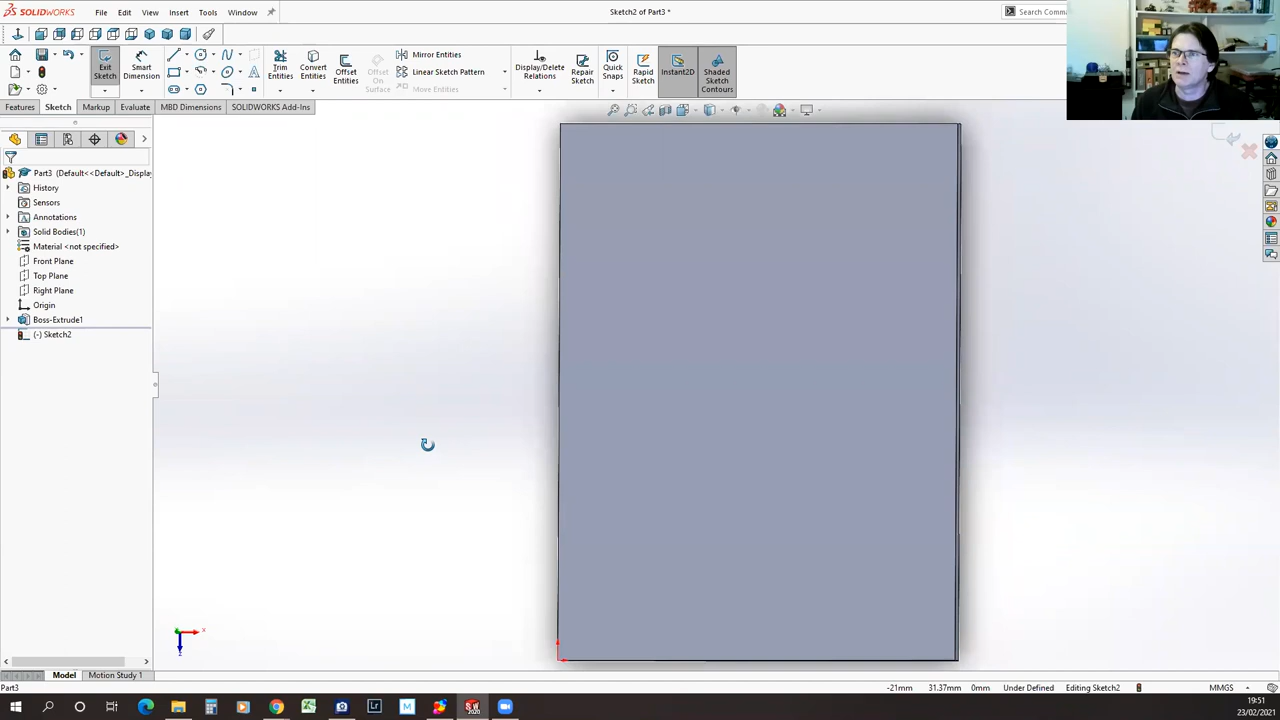 SOLIDWORKS
File
Edit
View
Insert
Tools
Window
Sketch2 of Part3 *
Search Comma
Exit Sketch
Smart Dimension
Trim Entities
Convert Entities
Offset Entities
Offset On Surface
Mirror Entities
Linear Sketch Pattern
Move Entities
Display/Delete Relations
Repair Sketch
Quick Snaps
Rapid Sketch
Instant2D
Shaded Sketch Contours
Features
Sketch
Markup
Evaluate
MBD Dimensions
SOLIDWORKS Add-Ins
Part3 (Default<<Default>_Display
History
Sensors
Annotations
Solid Bodies(1)
Material <not specified>
Front Plane
Top Plane
Right Plane
Origin
Boss-Extrude1
(-) Sketch2
x
z
Model
Motion Study 1
Part3
-21mm
31.37mm
0mm
Under Defined
Editing Sketch2
MMGS
19:51
23/02/2021